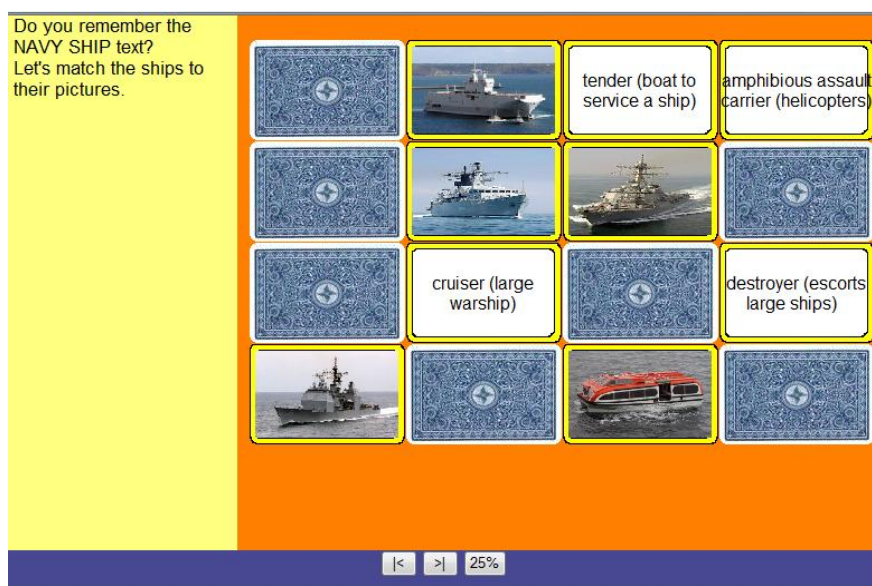 Do you remember the
NAVY SHIP text?
Let's match the ships to
their pictures.
tender (boat to
service a ship)
amphibious assault
carrier (helicopters)
cruiser (large
warship)
destroyer (escorts
large ships)
|<
>|
25%